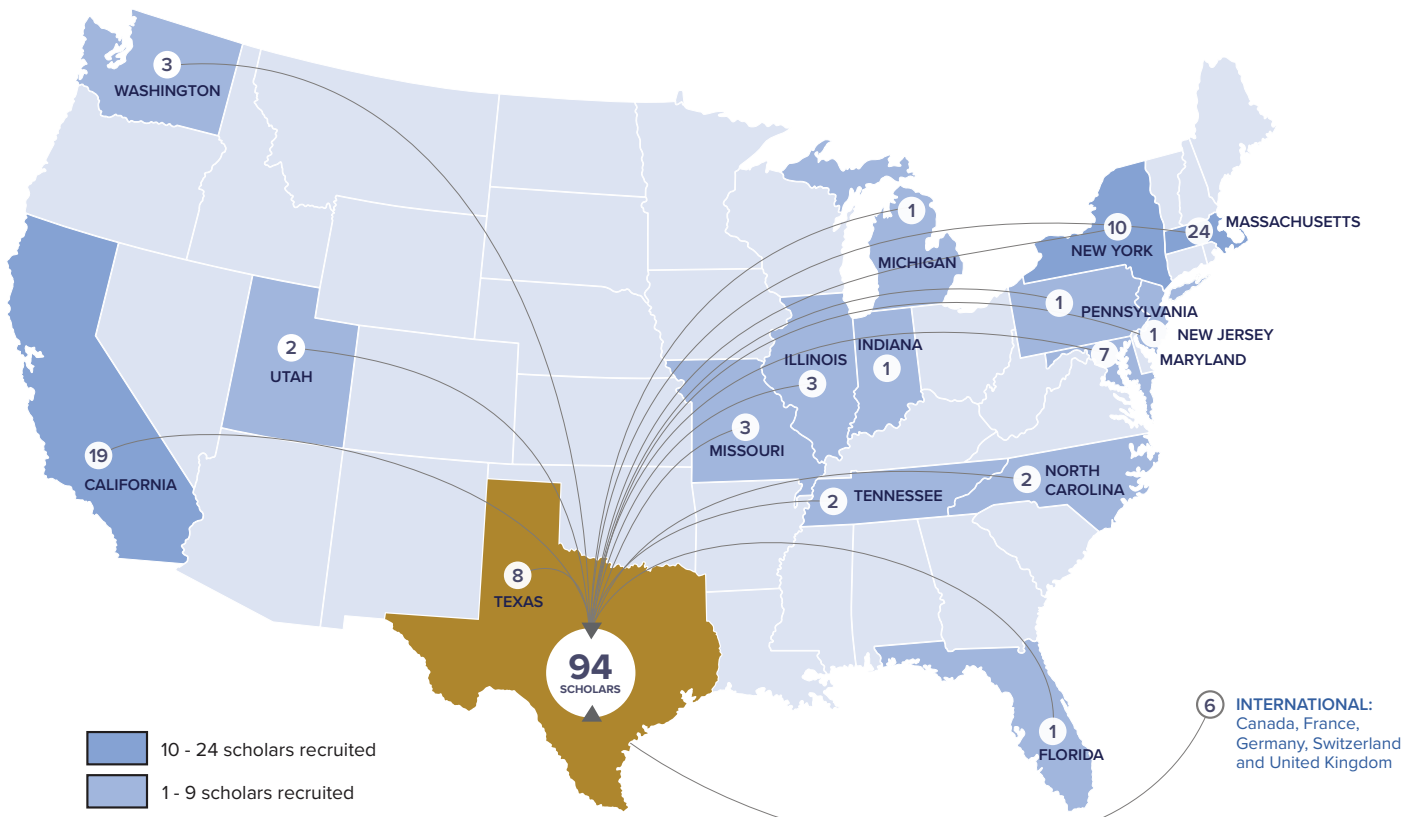 3
WASHINGTON
1
MICHIGAN
10
NEW YORK
24
MASSACHUSETTS
1
PENNSYLVANIA
1
NEW JERSEY
7
MARYLAND
2
UTAH
ILLINOIS
3
INDIANA
1
3
MISSOURI
19
CALIFORNIA
2
TENNESSEE
2
NORTH
CAROLINA
8
TEXAS
94
SCHOLARS
1
FLORIDA
6
INTERNATIONAL:
Canada, France,
Germany, Switzerland
and United Kingdom
10 - 24 scholars recruited
1 - 9 scholars recruited